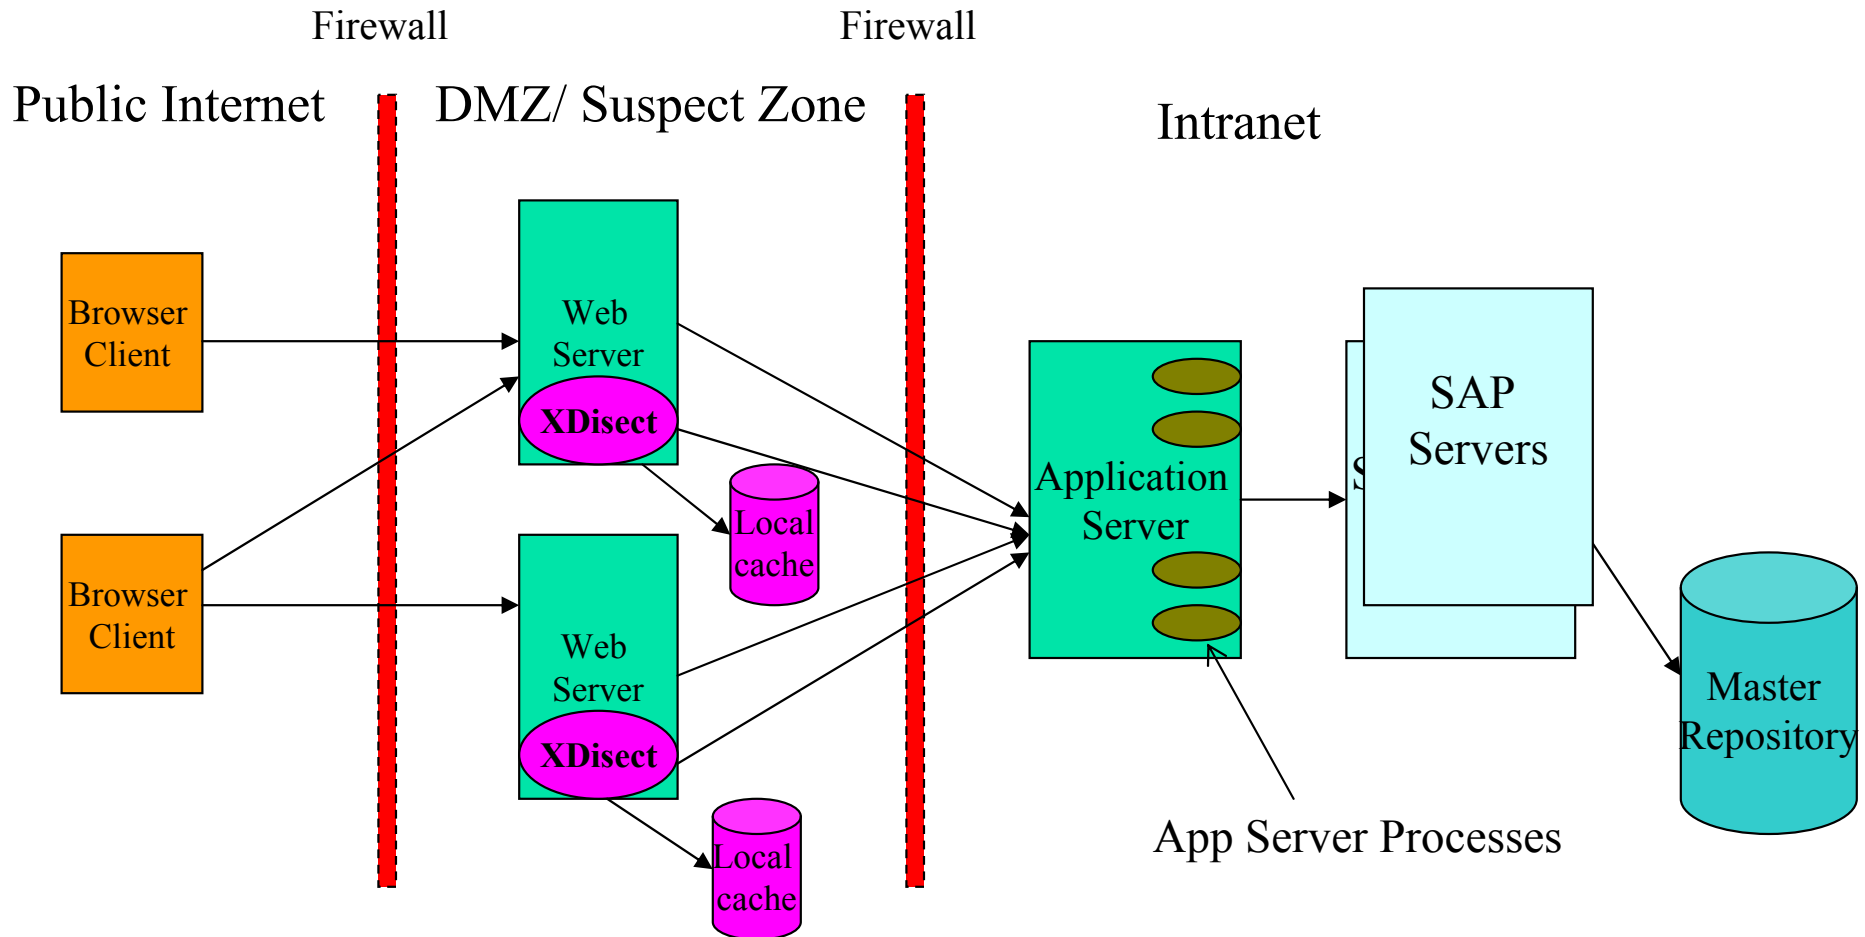 Firewall
Firewall
Public Internet
DMZ/ Suspect Zone
Intranet
Browser
Client
Web
Server
XDisect
Local
cache
Browser
Client
Web
Server
XDisect
Local
cache
Application
Server
SAP
Servers
S
Master
Repository
App Server Processes